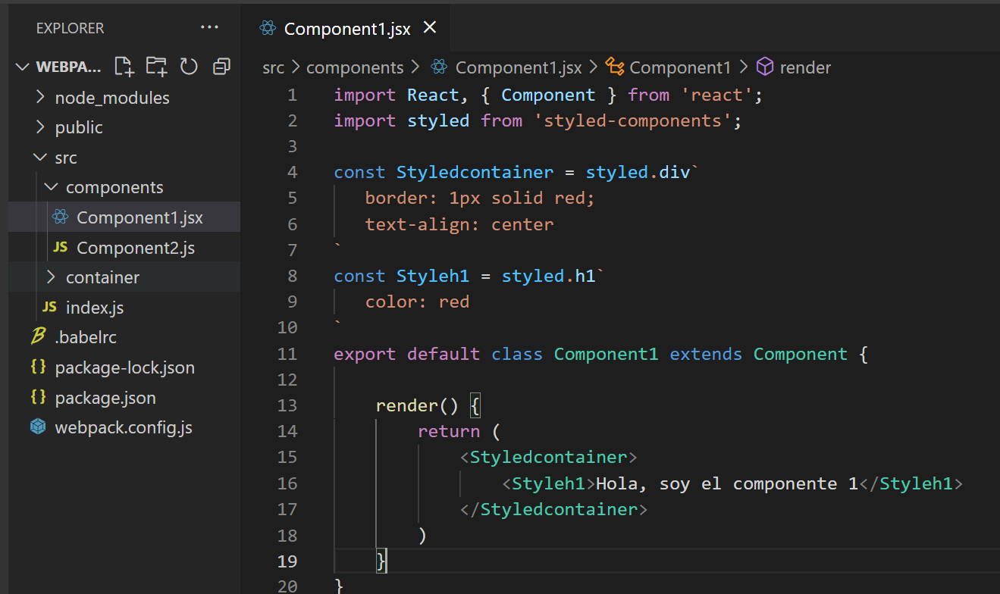 EXPLORER ···
WEBPA...
node_modules
public
src
components
Component1.jsx
JS Component2.js
container
JS index.js
.babelrc
{} package-lock.json
{} package.json
webpack.config.js
Component1.jsx ×
src > components > Component1.jsx > Component1 > render
1 import React, { Component } from 'react';
2 import styled from 'styled-components';
3
4 const Styledcontainer = styled.div`
5    border: 1px solid red;
6    text-align: center
7 `
8 const Styleh1 = styled.h1`
9    color: red
10 `
11 export default class Component1 extends Component {
12
13     render() {
14         return (
15             <Styledcontainer>
16                 <Styleh1>Hola, soy el componente 1</Styleh1>
17             </Styledcontainer>
18         )
19     }
20 }